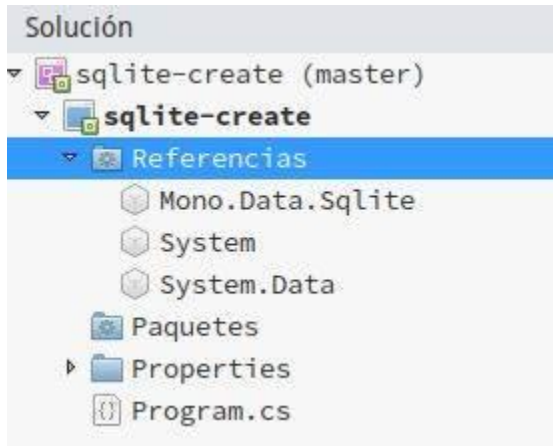 Solución
sqlite-create (master)
sqlite-create
Referencias
Mono.Data.Sqlite
System
System.Data
Paquetes
Properties
Program.cs